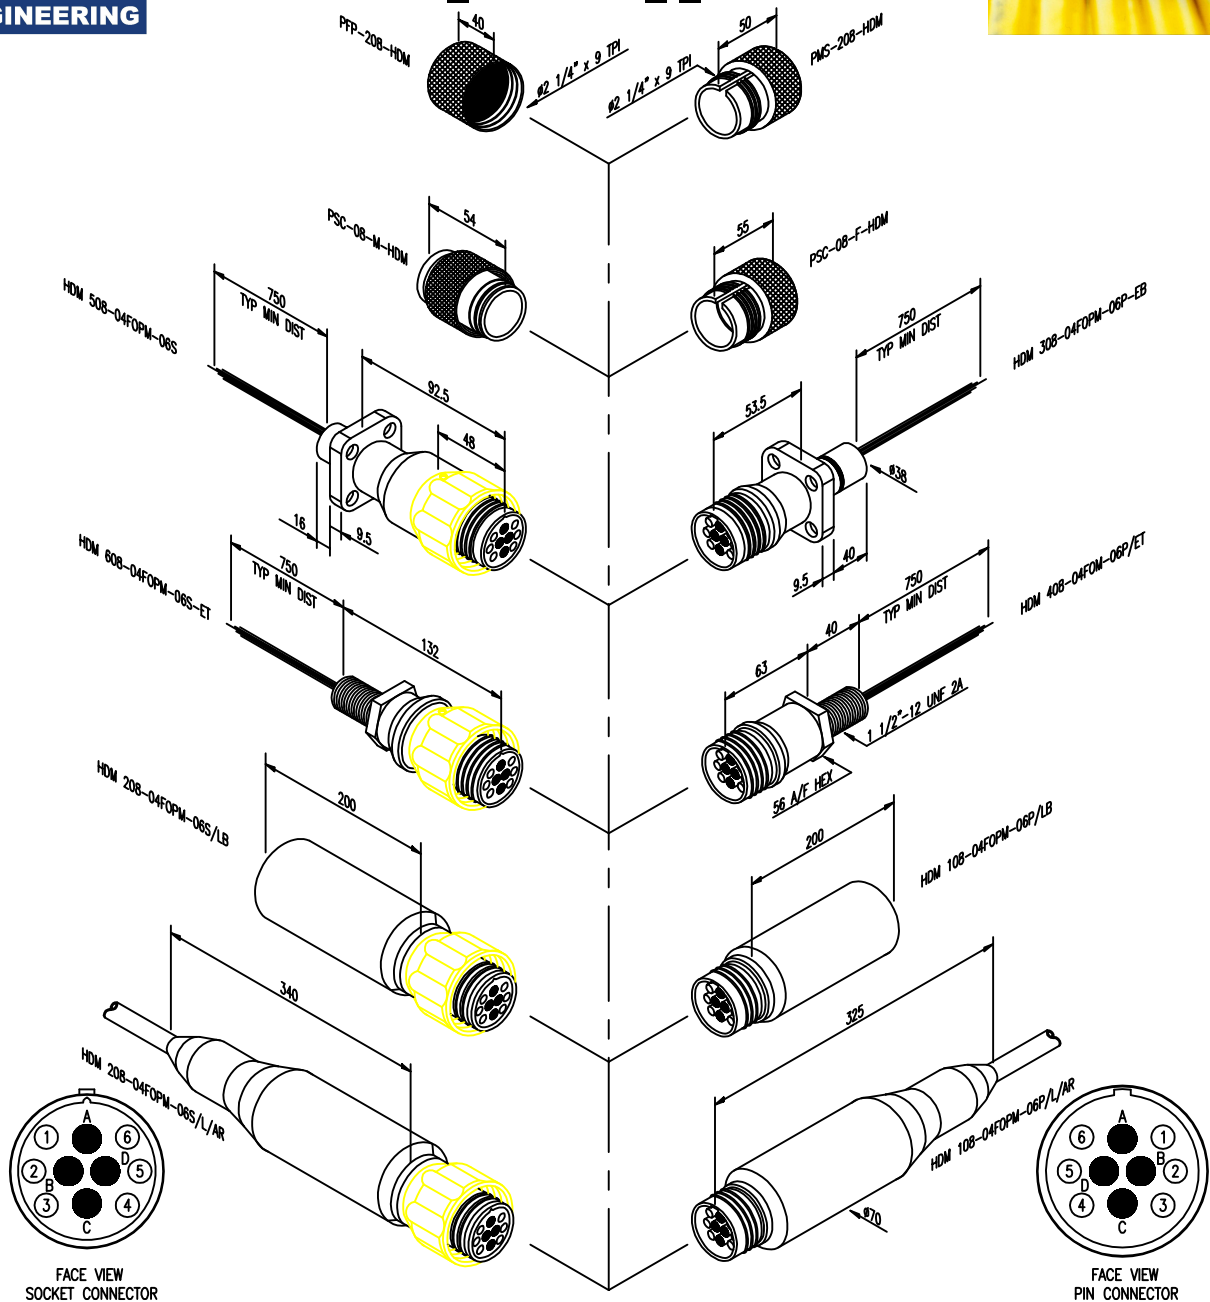 GINEERING
PFP-208-HDM
40
ø2 1/4" x 9 TPI
50
PMS-208-HDM
ø2 1/4" x 9 TPI
PSC-08-M-HDM
54
55
PSC-08-F-HDM
HDM 508-04FOPM-06S
750
TYP MIN DIST
92.5
48
16
9.5
750
TYP MIN DIST
HDM 308-04FOPM-06P-EB
53.5
ø38
9.5
40
HDM 608-04FOPM-06S-ET
750
TYP MIN DIST
132
750
TYP MIN DIST
HDM 408-04FOM-06P/ET
40
63
1 1/2"-12 UNF 2A
56 A/F HEX
HDM 208-04FOPM-06S/LB
200
200
HDM 108-04FOPM-06P/LB
340
HDM 208-04FOPM-06S/L/AR
325
HDM 108-04FOPM-06P/L/AR
ø70
A
1
6
D
2
5
B
3
4
C
FACE VIEW
SOCKET CONNECTOR
A
6
1
B
5
2
D
4
3
C
FACE VIEW
PIN CONNECTOR